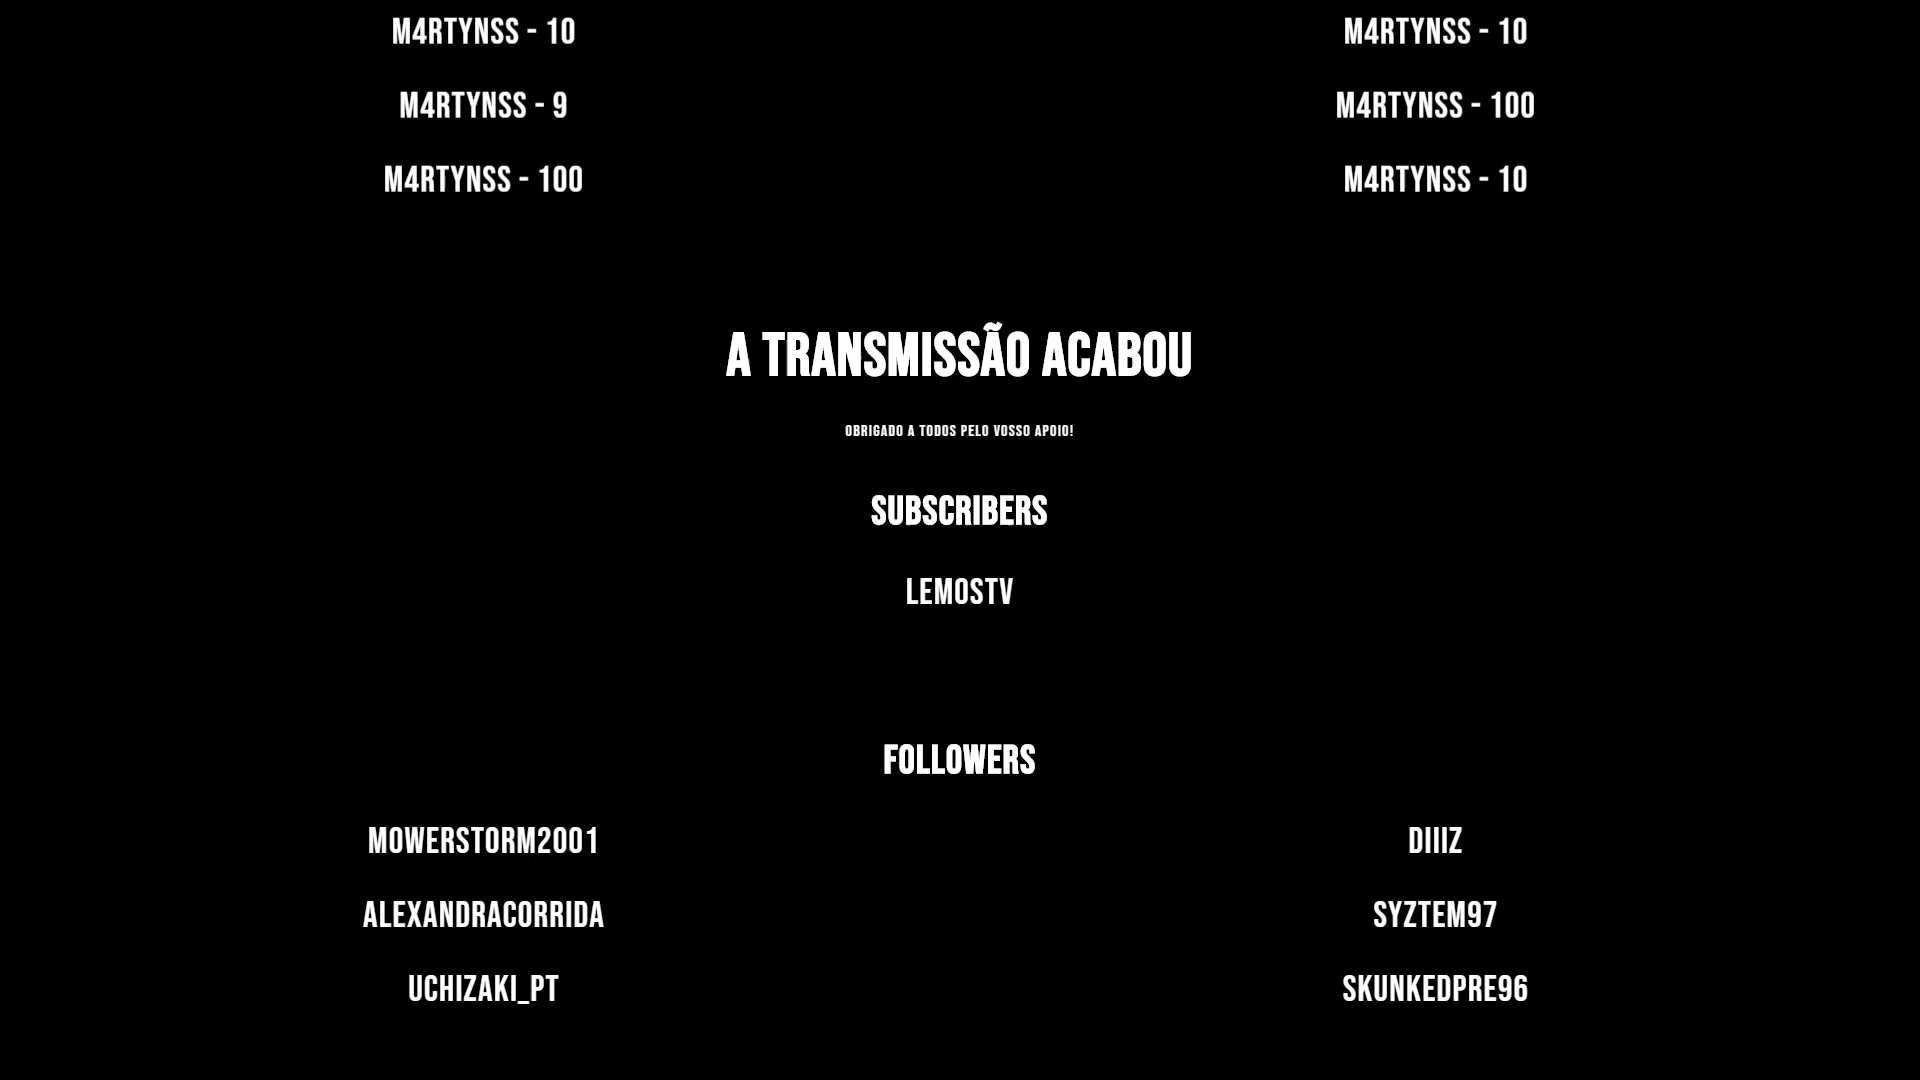 M4RTYNSS - 10
M4RTYNSS - 10
M4RTYNSS - 9
M4RTYNSS - 100
M4RTYNSS - 100
M4RTYNSS - 10
A TRANSMISSÃO ACABOU
OBRIGADO A TODOS PELO VOSSO APOIO!
SUBSCRIBERS
LEMOSTV
FOLLOWERS
MOWERSTORM2001
DIIIZ
ALEXANDRACORRIDA
SYZTEM97
UCHIZAKI_PT
SKUNKEDPRE96